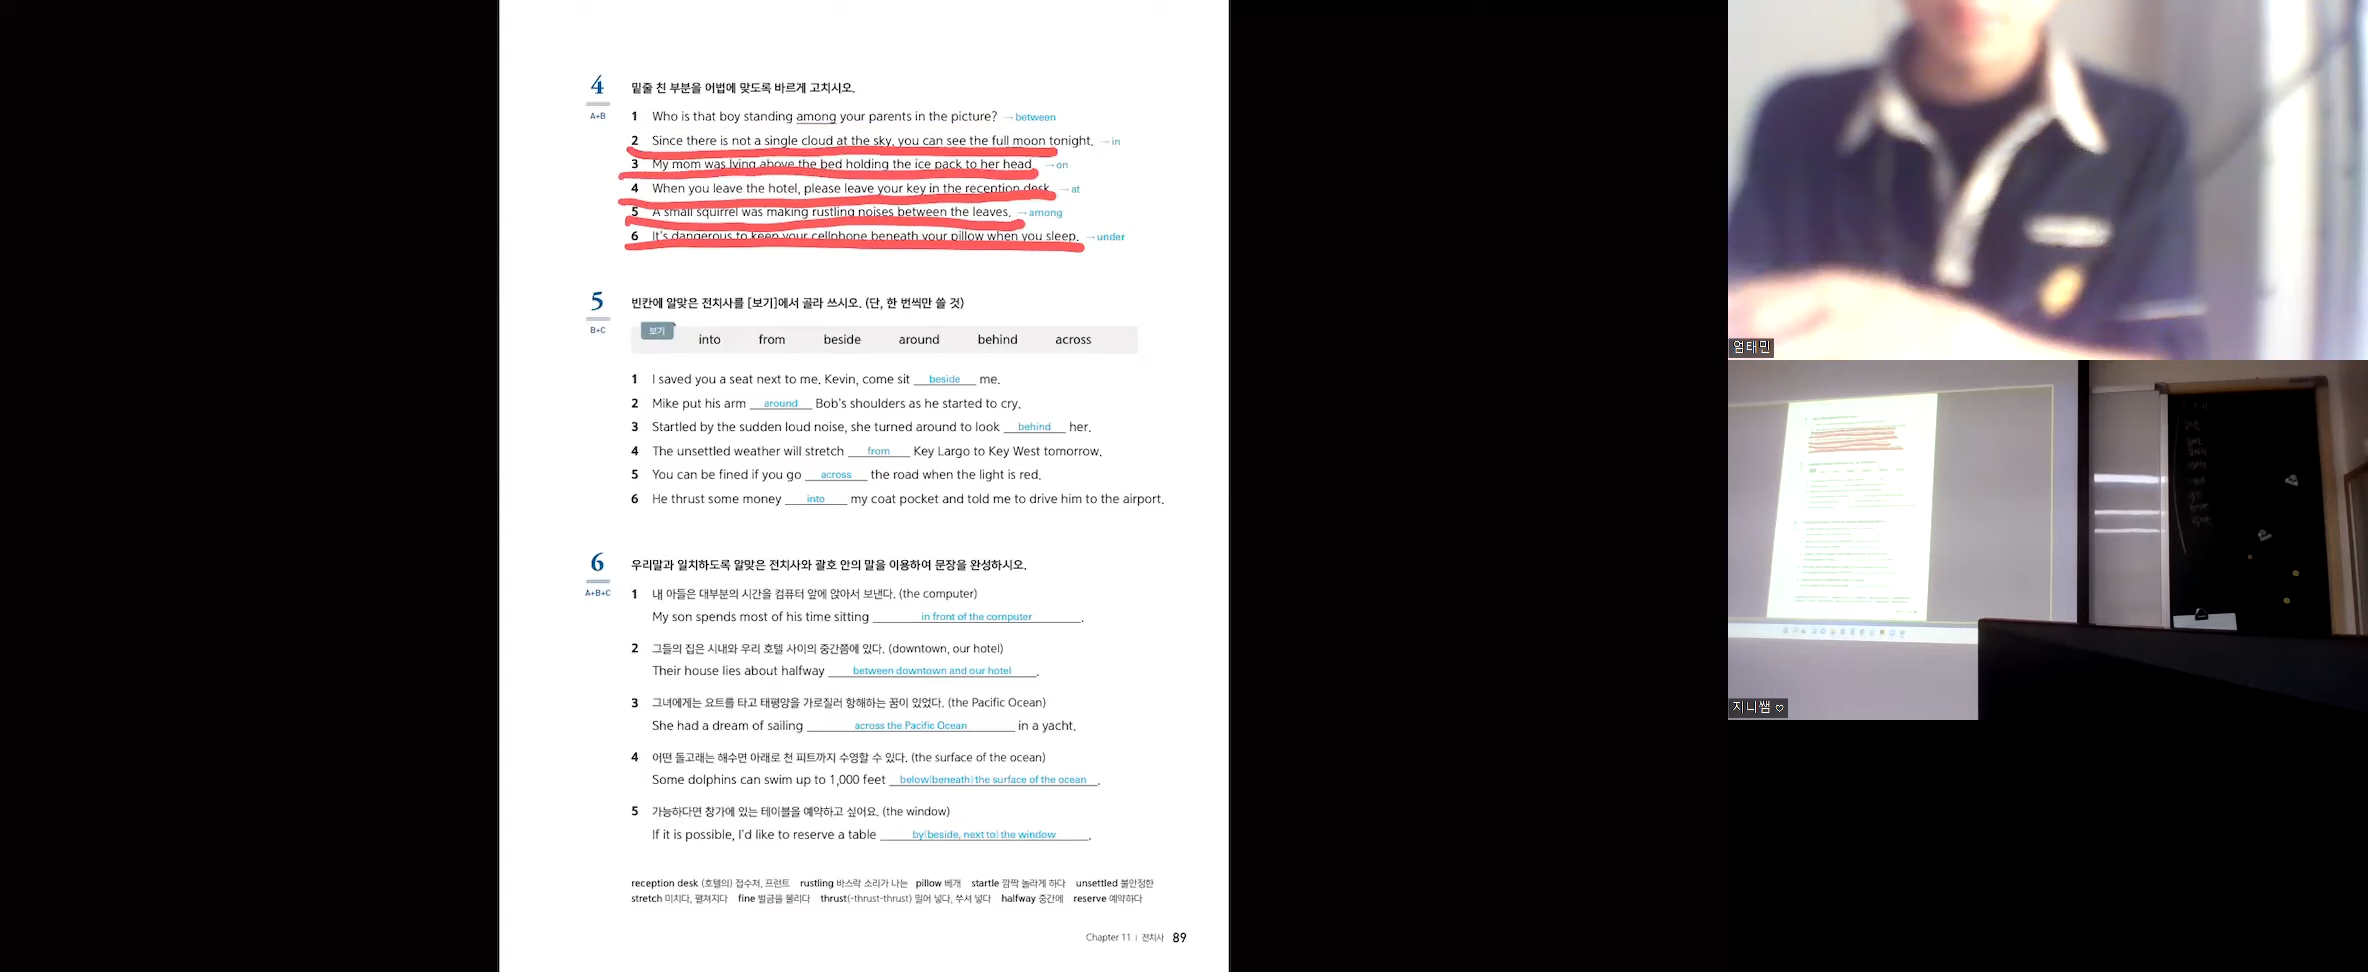 4 밑줄 친 부분을 어법에 맞도록 바르게 고치시오.
A+B
1 Who is that boy standing among your parents in the picture? → between
2 Since there is not a single cloud at the sky, you can see the full moon tonight. → in
3 My mom was lying above the bed holding the ice pack to her head. → on
4 When you leave the hotel, please leave your key in the reception desk. → at
5 A small squirrel was making rustling noises between the leaves. → among
6 It's dangerous to keep your cellphone beneath your pillow when you sleep. → under
5 빈칸에 알맞은 전치사를 [보기]에서 골라 쓰시오. (단, 한 번씩만 쓸 것)
B+C
보기 into from beside around behind across
1 I saved you a seat next to me. Kevin, come sit beside me.
2 Mike put his arm around Bob's shoulders as he started to cry.
3 Startled by the sudden loud noise, she turned around to look behind her.
4 The unsettled weather will stretch from Key Largo to Key West tomorrow.
5 You can be fined if you go across the road when the light is red.
6 He thrust some money into my coat pocket and told me to drive him to the airport.
6 우리말과 일치하도록 알맞은 전치사와 괄호 안의 말을 이용하여 문장을 완성하시오.
A+B+C
1 내 아들은 대부분의 시간을 컴퓨터 앞에 앉아서 보낸다. (the computer)
My son spends most of his time sitting in front of the computer.
2 그들의 집은 시내와 우리 호텔 사이의 중간쯤에 있다. (downtown, our hotel)
Their house lies about halfway between downtown and our hotel.
3 그녀에게는 요트를 타고 태평양을 가로질러 항해하는 꿈이 있었다. (the Pacific Ocean)
She had a dream of sailing across the Pacific Ocean in a yacht.
4 어떤 돌고래는 해수면 아래로 천 피트까지 수영할 수 있다. (the surface of the ocean)
Some dolphins can swim up to 1,000 feet below[beneath] the surface of the ocean.
5 가능하다면 창가에 있는 테이블을 예약하고 싶어요. (the window)
If it is possible, I'd like to reserve a table by[beside, next to] the window.
reception desk (호텔의) 접수처, 프런트 rustling 바스락 소리가 나는 pillow 베개 startle 깜짝 놀라게 하다 unsettled 불안정한
stretch 미치다, 펼쳐지다 fine 벌금을 물리다 thrust(-thrust-thrust) 밀어 넣다, 쑤셔 넣다 halfway 중간에 reserve 예약하다
Chapter 11 | 전치사 89
엄태민
지니쌤 ♡